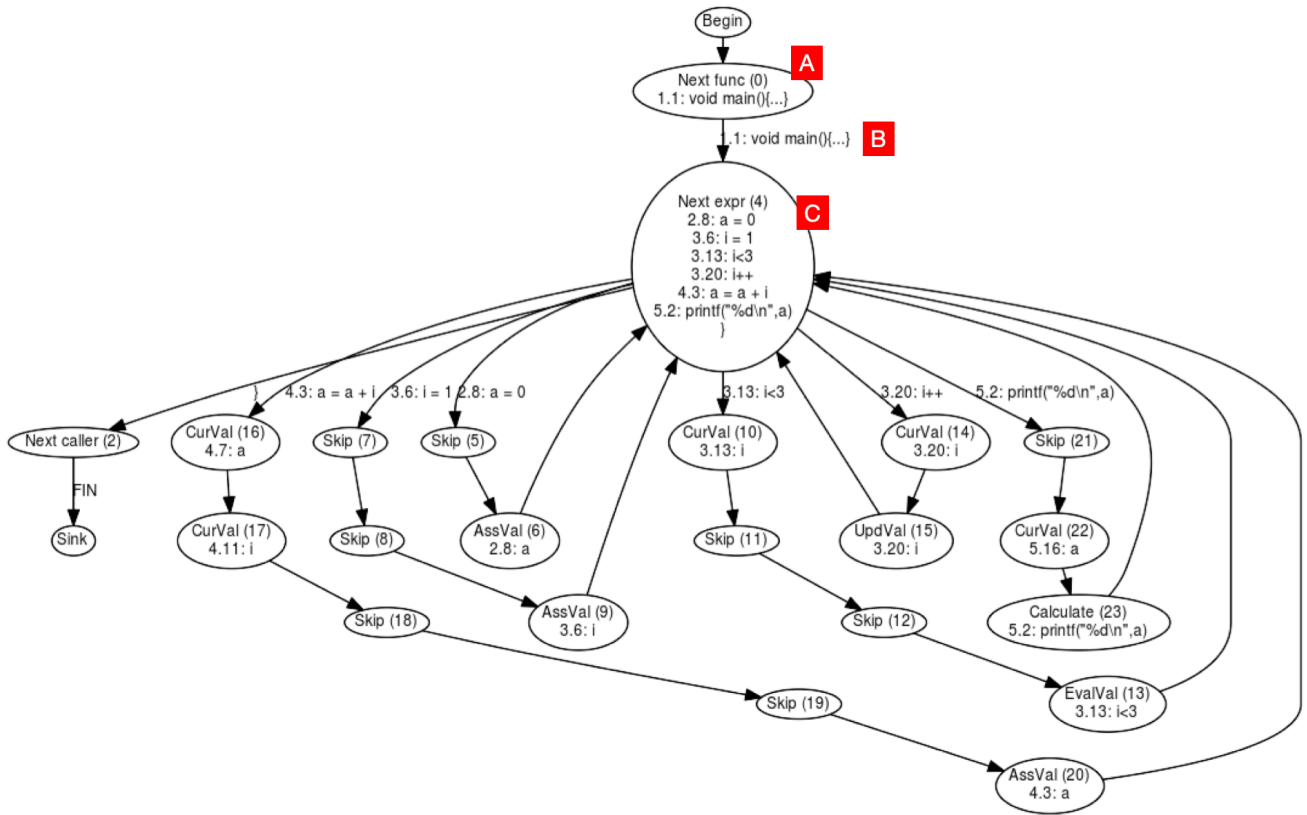 Begin
A
Next func (0)
1.1: void main(){...}
1.1: void main(){...}
B
C
Next expr (4)
2.8: a = 0
3.6: i = 1
3.13: i<3
3.20: i++
4.3: a = a + i
5.2: printf("%d\n",a)
}
}
4.3: a = a + i
3.6: i = 1
2.8: a = 0
3.13: i<3
3.20: i++
5.2: printf("%d\n",a)
Next caller (2)
CurVal (16)
4.7: a
Skip (7)
Skip (5)
CurVal (10)
3.13: i
CurVal (14)
3.20: i
Skip (21)
FIN
Sink
CurVal (17)
4.11: i
Skip (8)
AssVal (6)
2.8: a
Skip (11)
UpdVal (15)
3.20: i
CurVal (22)
5.16: a
Skip (18)
AssVal (9)
3.6: i
Skip (12)
Calculate (23)
5.2: printf("%d\n",a)
Skip (19)
EvalVal (13)
3.13: i<3
AssVal (20)
4.3: a